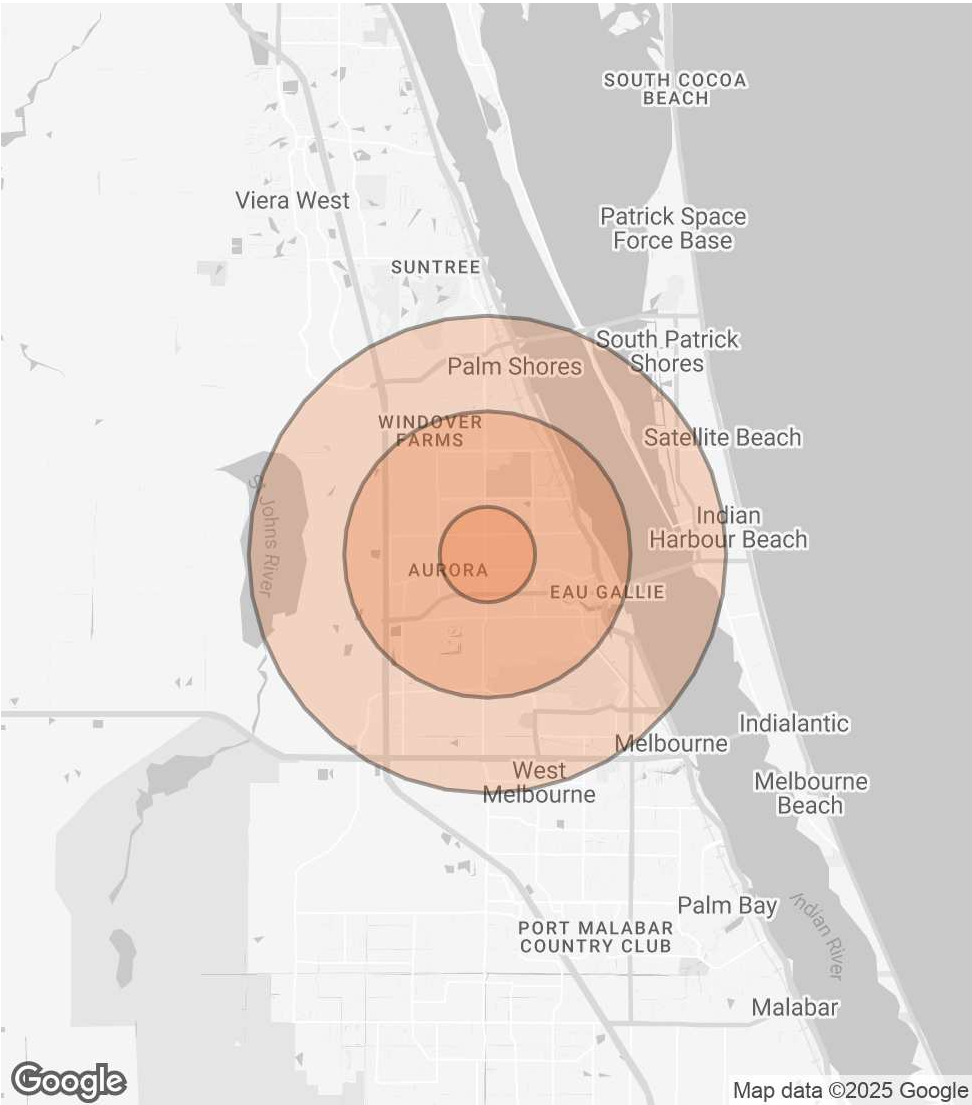 SOUTH COCOA
BEACH
Viera West
Patrick Space
Force Base
SUNTREE
South Patrick
Shores
Palm Shores
WINDOVER
FARMS
Satellite Beach
St Johns River
Indian
Harbour Beach
AURORA
EAU GALLIE
Indialantic
Melbourne
West
Melbourne
Melbourne
Beach
Palm Bay
Indian River
PORT MALABAR
COUNTRY CLUB
Malabar
Google
Map data ©2025 Google